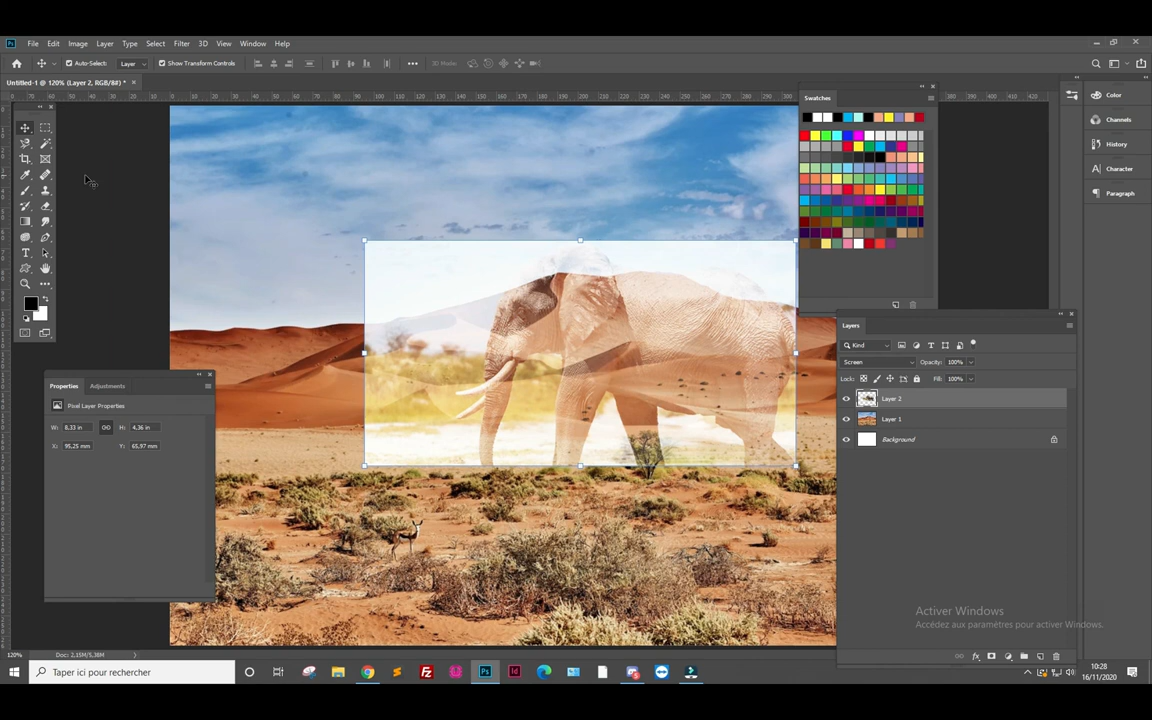 Ps File Edit Image Layer Type Select Filter 3D View Window Help
Auto-Select: Layer Show Transform Controls 3D Mode:
Untitled-1 @ 120% (Layer 2, RGB/8#) *
Swatches
Color
Channels
History
Character
Paragraph
Properties Adjustments
Pixel Layer Properties
W: 8,33 in H: 4,36 in
X: 95,25 mm Y: 65,97 mm
Layers
Kind
Screen Opacity: 100%
Lock: Fill: 100%
Layer 2
Layer 1
Background
Activer Windows
Accédez aux paramètres pour activer Windows.
120% Doc: 2,15M/5,38M
Taper ici pour rechercher
10:28
16/11/2020